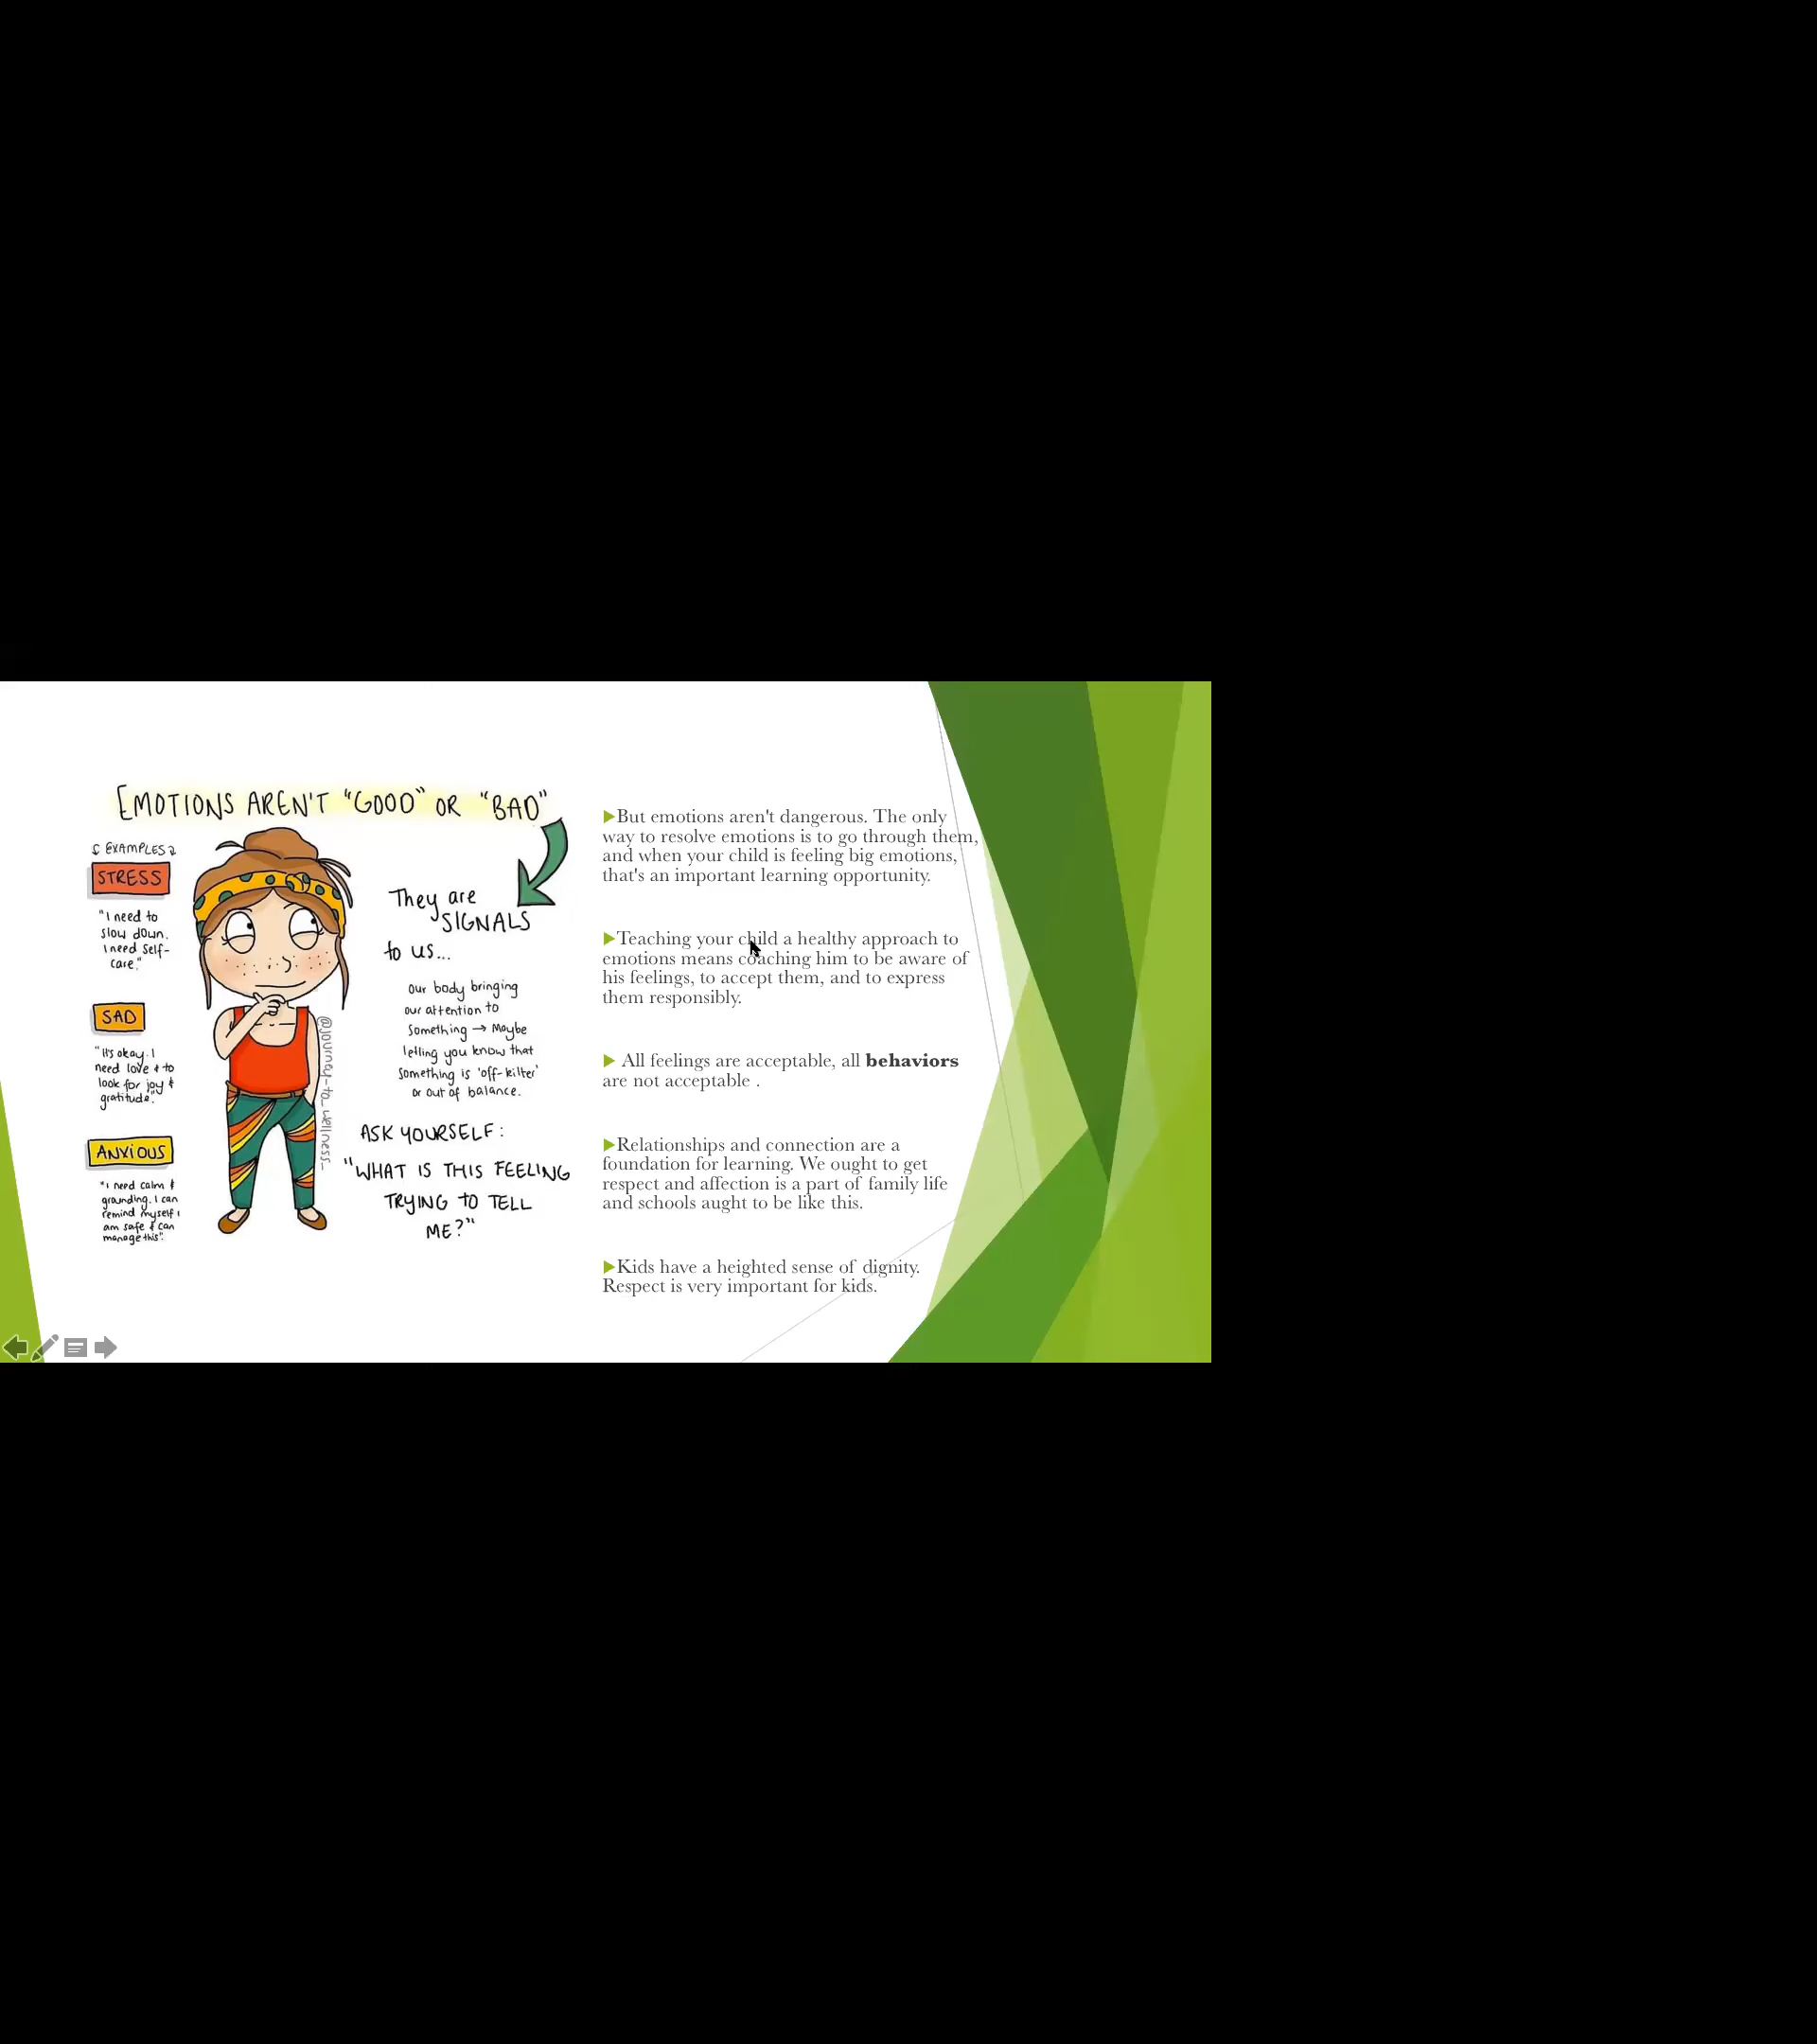 EMOTIONS AREN'T "GOOD" OR "BAD"
EXAMPLES
STRESS
"I need to
slow down.
I need self-
care."
SAD
"It's okay. I
need love & to
look for joy &
gratitude."
ANXIOUS
"I need calm &
grounding. I can
remind myself I
am safe & can
manage this".
@journey_to_wellness_
They are
SIGNALS
to us...
our body bringing
our attention to
something → Maybe
letting you know that
something is 'off-kilter'
or out of balance.
ASK YOURSELF:
"WHAT IS THIS FEELING
TRYING TO TELL
ME?"
But emotions aren't dangerous. The only
way to resolve emotions is to go through them,
and when your child is feeling big emotions,
that's an important learning opportunity.
Teaching your child a healthy approach to
emotions means coaching him to be aware of
his feelings, to accept them, and to express
them responsibly.
All feelings are acceptable, all behaviors
are not acceptable .
Relationships and connection are a
foundation for learning. We ought to get
respect and affection is a part of family life
and schools aught to be like this.
Kids have a heighted sense of dignity.
Respect is very important for kids.